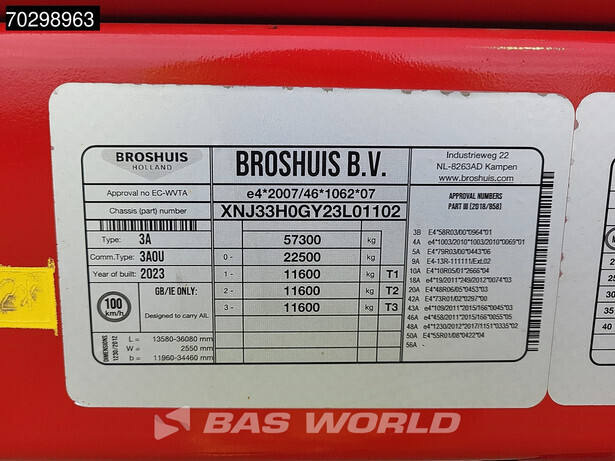 70298963
BROSHUIS
HOLLAND
BROSHUIS B.V.
Industrieweg 22
NL-8263AD Kampen
www.broshuis.com
Approval no EC-WVTA
e4*2007/46*1062*07
Chassis (part) number
XNJ33H0GY23L01102
Type: 3A
57300 kg
Comm.Type: 3AOU
0 - 22500 kg
Year of built: 2023
1 - 11600 kg T1
2 - 11600 kg T2
3 - 11600 kg T3
100
km/h
GB/IE ONLY:
Designed to carry AIL
DIMENSIONS
1230/2012
L = 13580-36080 mm
W = 2550 mm
b = 11960-34460 mm
APPROVAL NUMBERS
PART III (2018/858)
3B E4*58R03/00*0964*01
4A e4*1003/2010*1003/2010*0069*01
5A E4*79R03/00*0443*06
9A E4-13R-111111/Ext.02
10A E4*10R05/01*2666*04
18A e4*19/2011*249/2012*0074*03
20A E4*48R06/05*0453*03
42A E4*73R01/02*0297*00
43A e4*109/2011*2015/166*0045*03
46A e4*458/2011*2015/166*0055*05
48A e4*1230/2012*2017/1151*0335*02
50A E4*55R01/08*0422*04
56A -
35
40
BAS WORLD